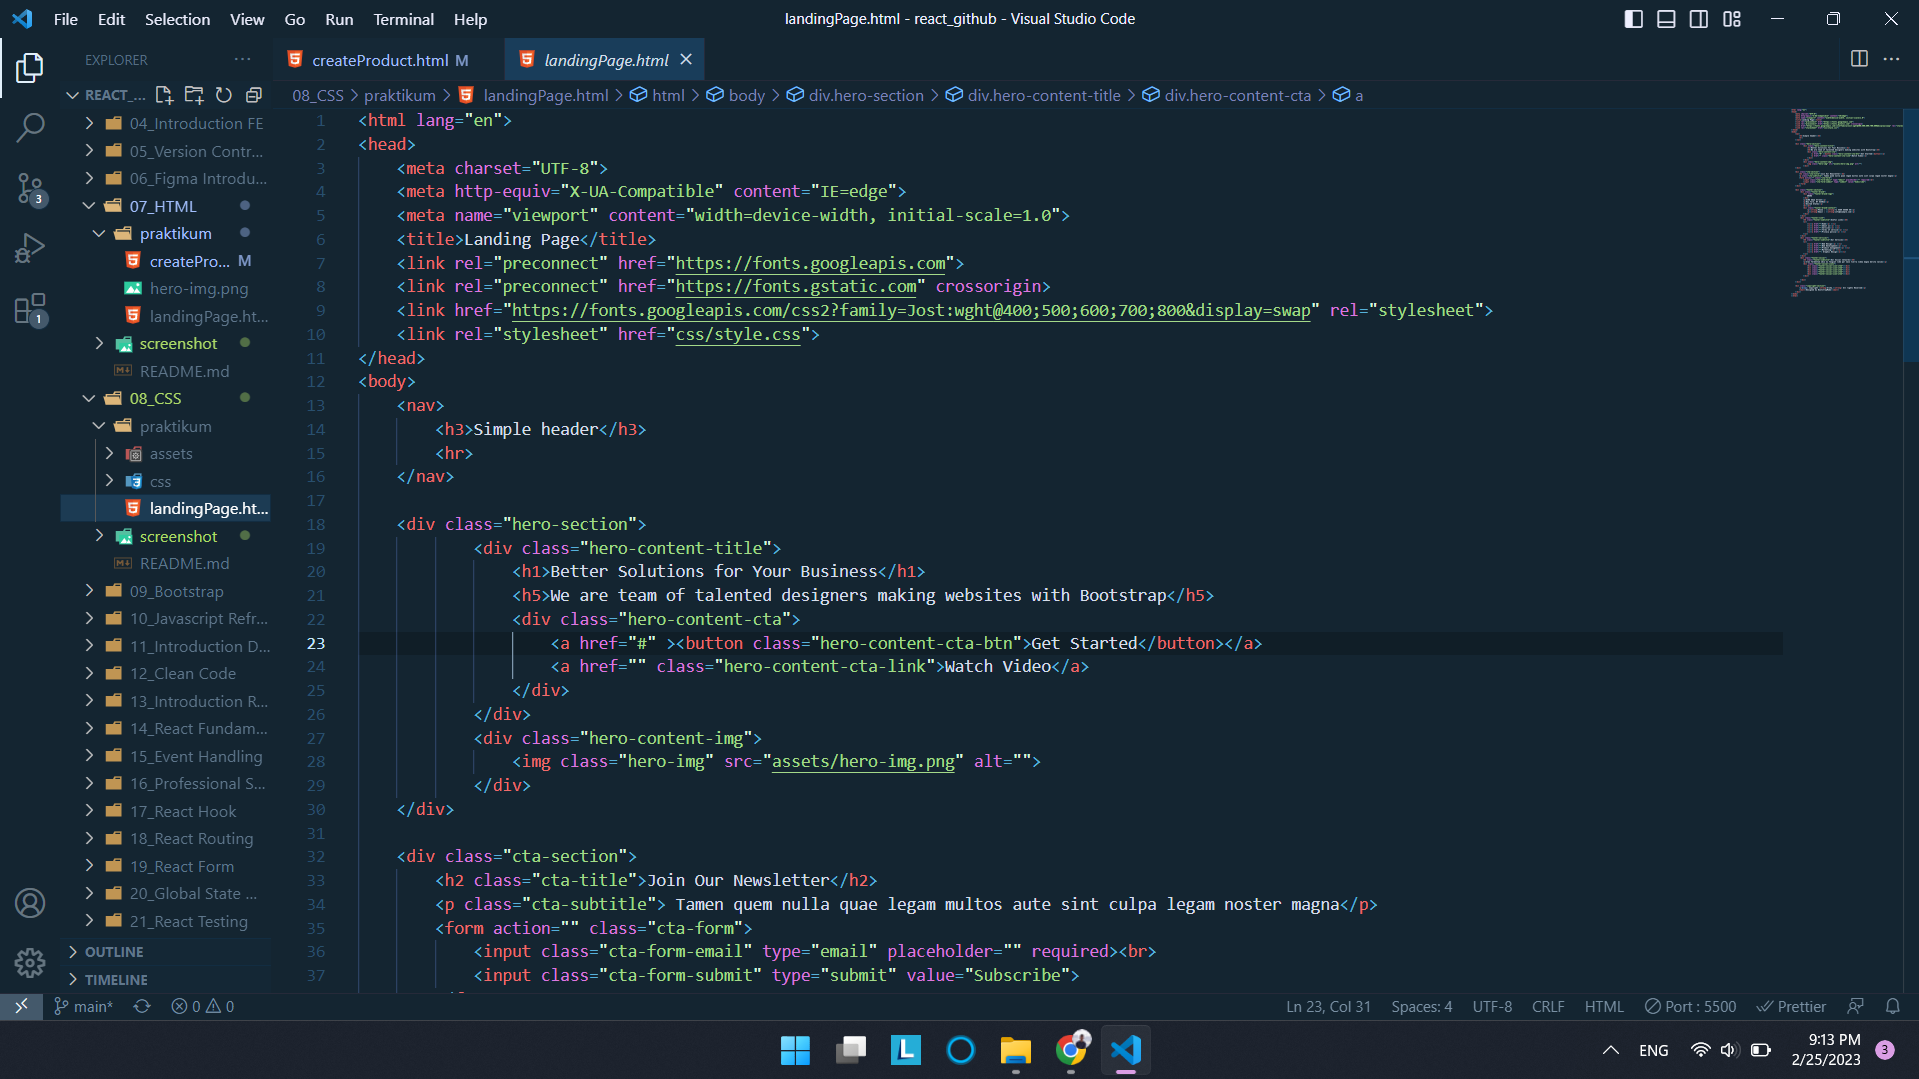 File Edit Selection View Go Run Terminal Help
landingPage.html - react_github - Visual Studio Code
EXPLORER
createProduct.html M
landingPage.html
REACT_...
08_CSS > praktikum > landingPage.html > html > body > div.hero-section > div.hero-content-title > div.hero-content-cta > a
04_Introduction FE
05_Version Contr...
06_Figma Introdu...
07_HTML
praktikum
createPro... M
hero-img.png
landingPage.ht...
screenshot
README.md
08_CSS
praktikum
assets
css
landingPage.ht...
screenshot
README.md
09_Bootstrap
10_Javascript Refr...
11_Introduction D...
12_Clean Code
13_Introduction R...
14_React Fundam...
15_Event Handling
16_Professional S...
17_React Hook
18_React Routing
19_React Form
20_Global State ...
21_React Testing
OUTLINE
TIMELINE
3
1
1 <html lang="en">
2 <head>
3 <meta charset="UTF-8">
4 <meta http-equiv="X-UA-Compatible" content="IE=edge">
5 <meta name="viewport" content="width=device-width, initial-scale=1.0">
6 <title>Landing Page</title>
7 <link rel="preconnect" href="https://fonts.googleapis.com">
8 <link rel="preconnect" href="https://fonts.gstatic.com" crossorigin>
9 <link href="https://fonts.googleapis.com/css2?family=Jost:wght@400;500;600;700;800&display=swap" rel="stylesheet">
10 <link rel="stylesheet" href="css/style.css">
11 </head>
12 <body>
13 <nav>
14 <h3>Simple header</h3>
15 <hr>
16 </nav>
17
18 <div class="hero-section">
19 <div class="hero-content-title">
20 <h1>Better Solutions for Your Business</h1>
21 <h5>We are team of talented designers making websites with Bootstrap</h5>
22 <div class="hero-content-cta">
23 <a href="#" ><button class="hero-content-cta-btn">Get Started</button></a>
24 <a href="" class="hero-content-cta-link">Watch Video</a>
25 </div>
26 </div>
27 <div class="hero-content-img">
28 <img class="hero-img" src="assets/hero-img.png" alt="">
29 </div>
30 </div>
31
32 <div class="cta-section">
33 <h2 class="cta-title">Join Our Newsletter</h2>
34 <p class="cta-subtitle"> Tamen quem nulla quae legam multos aute sint culpa legam noster magna</p>
35 <form action="" class="cta-form">
36 <input class="cta-form-email" type="email" placeholder="" required><br>
37 <input class="cta-form-submit" type="submit" value="Subscribe">
main* 0 0
Ln 23, Col 31 Spaces: 4 UTF-8 CRLF HTML Port : 5500 Prettier
L
ENG
9:13 PM
2/25/2023
3